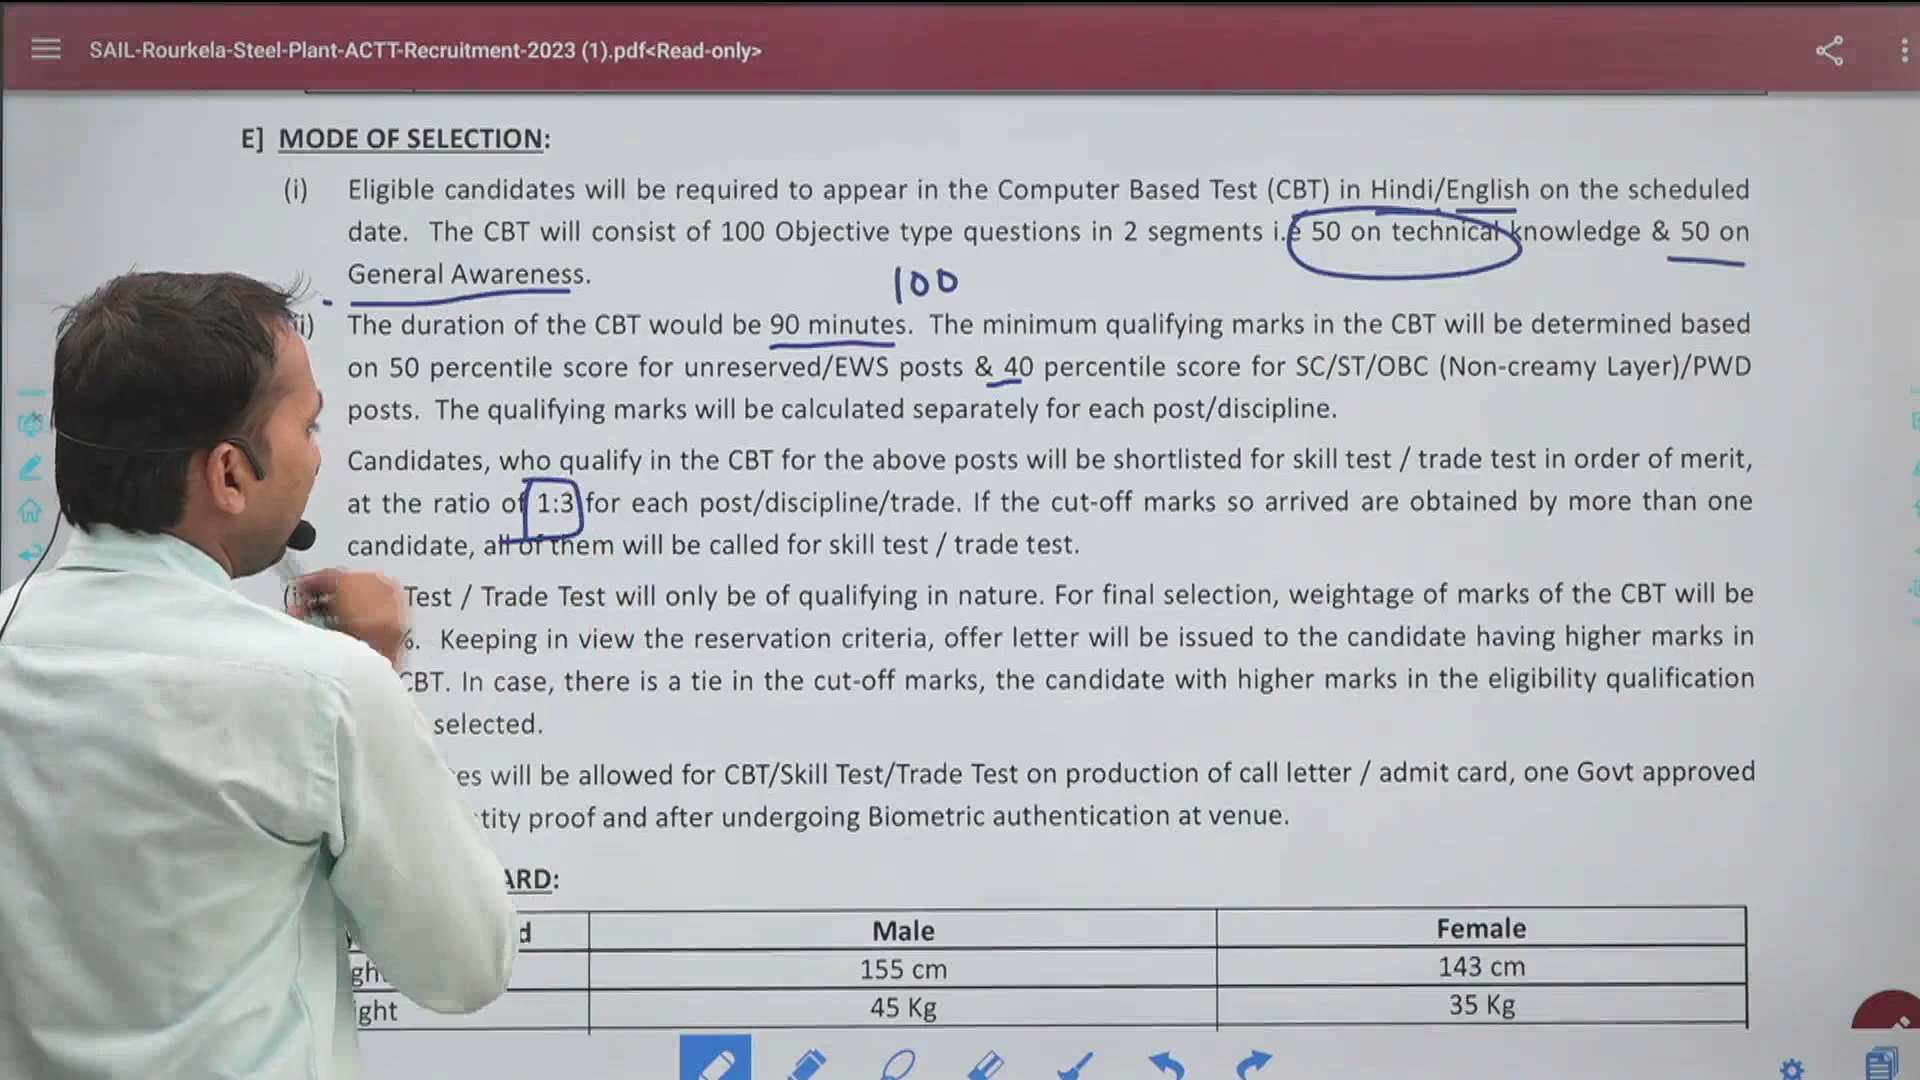 SAIL-Rourkela-Steel-Plant-ACTT-Recruitment-2023 (1).pdf<Read-only>
E] MODE OF SELECTION:
(i) Eligible candidates will be required to appear in the Computer Based Test (CBT) in Hindi/English on the scheduled
date. The CBT will consist of 100 Objective type questions in 2 segments i.e 50 on technical knowledge & 50 on
General Awareness.
100
The duration of the CBT would be 90 minutes. The minimum qualifying marks in the CBT will be determined based
on 50 percentile score for unreserved/EWS posts & 40 percentile score for SC/ST/OBC (Non-creamy Layer)/PWD
posts. The qualifying marks will be calculated separately for each post/discipline.
Candidates, who qualify in the CBT for the above posts will be shortlisted for skill test / trade test in order of merit,
at the ratio of 1:3 for each post/discipline/trade. If the cut-off marks so arrived are obtained by more than one
candidate, all of them will be called for skill test / trade test.
Test / Trade Test will only be of qualifying in nature. For final selection, weightage of marks of the CBT will be
%. Keeping in view the reservation criteria, offer letter will be issued to the candidate having higher marks in
CBT. In case, there is a tie in the cut-off marks, the candidate with higher marks in the eligibility qualification
selected.
es will be allowed for CBT/Skill Test/Trade Test on production of call letter / admit card, one Govt approved
tity proof and after undergoing Biometric authentication at venue.
ARD:
d Male Female
gh 155 cm 143 cm
ight 45 Kg 35 Kg